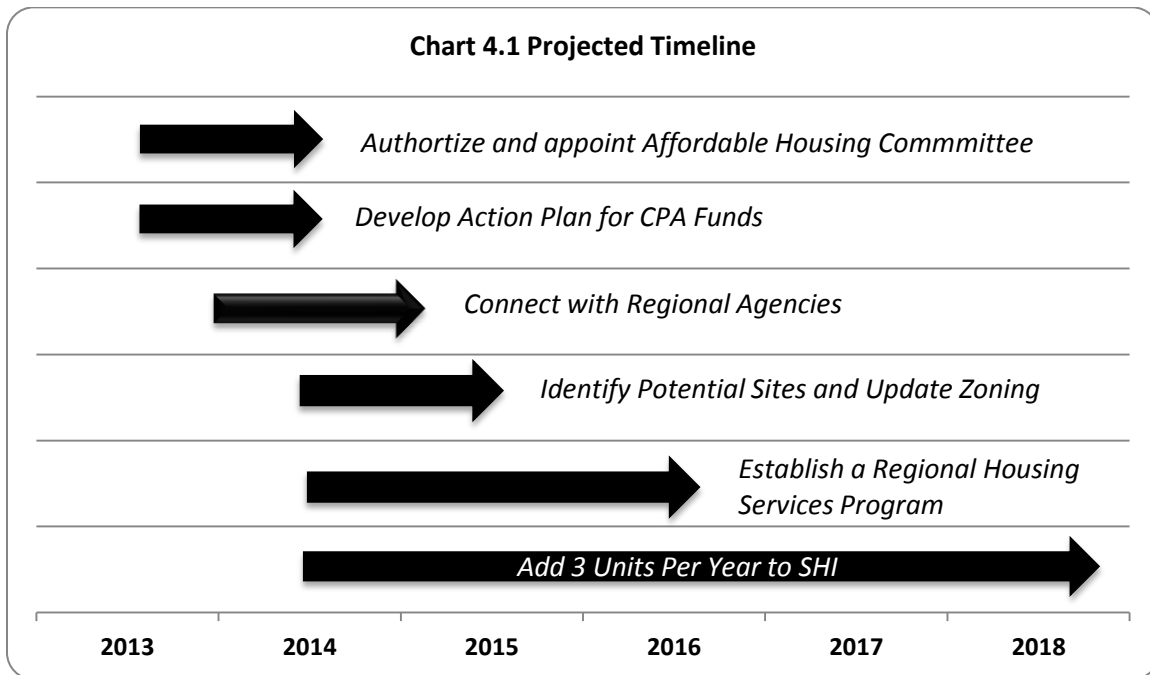 Chart 4.1 Projected Timeline
Authortize and appoint Affordable Housing Commmittee
Develop Action Plan for CPA Funds
Connect with Regional Agencies
Identify Potential Sites and Update Zoning
Establish a Regional Housing
Services Program
Add 3 Units Per Year to SHI
2013 2014 2015 2016 2017 2018